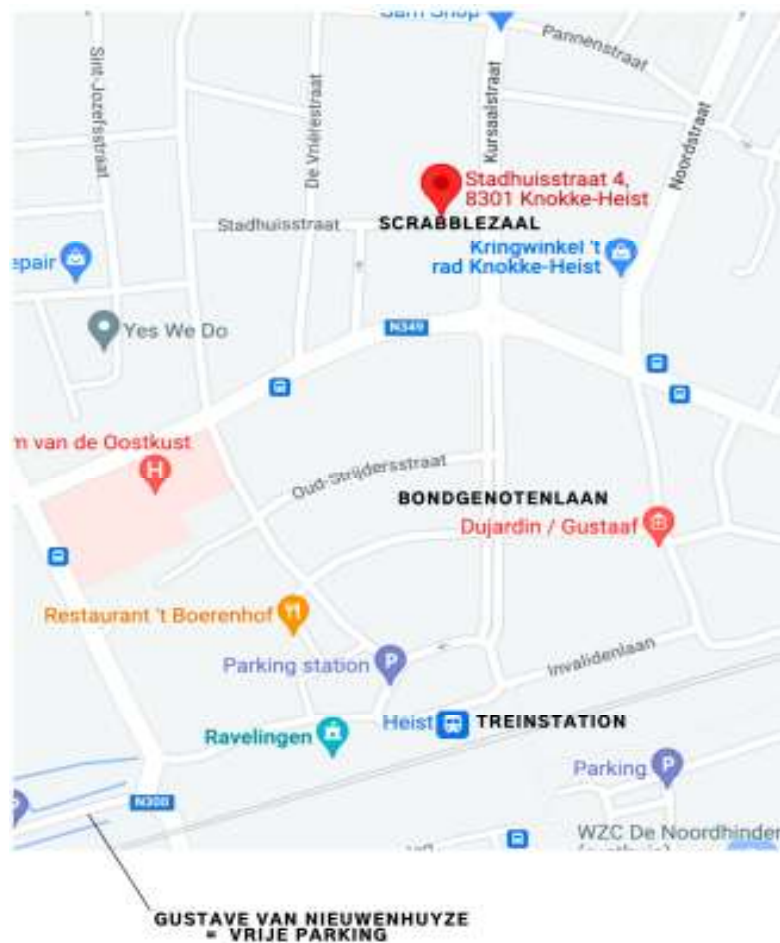 Sam Shop
Pannenstraat
Sint-Jozefsstraat
De Vrièrestraat
Kursaalstraat
Noordstraat
Stadhuisstraat 4,
8301 Knokke-Heist
Stadhuisstraat
SCRABBLEZAAL
Kringwinkel 't
rad Knokke-Heist
epair
Yes We Do
N349
m van de Oostkust
H
Oud-Strijdersstraat
BONDGENOTENLAAN
Dujardin / Gustaaf
Restaurant 't Boerenhof
Parking station
P
Invalidenlaan
Heist
TREINSTATION
Ravelingen
Parking
P
P
N300
WZC De Noordhinder
GUSTAVE VAN NIEUWENHUYZE
= VRIJE PARKING